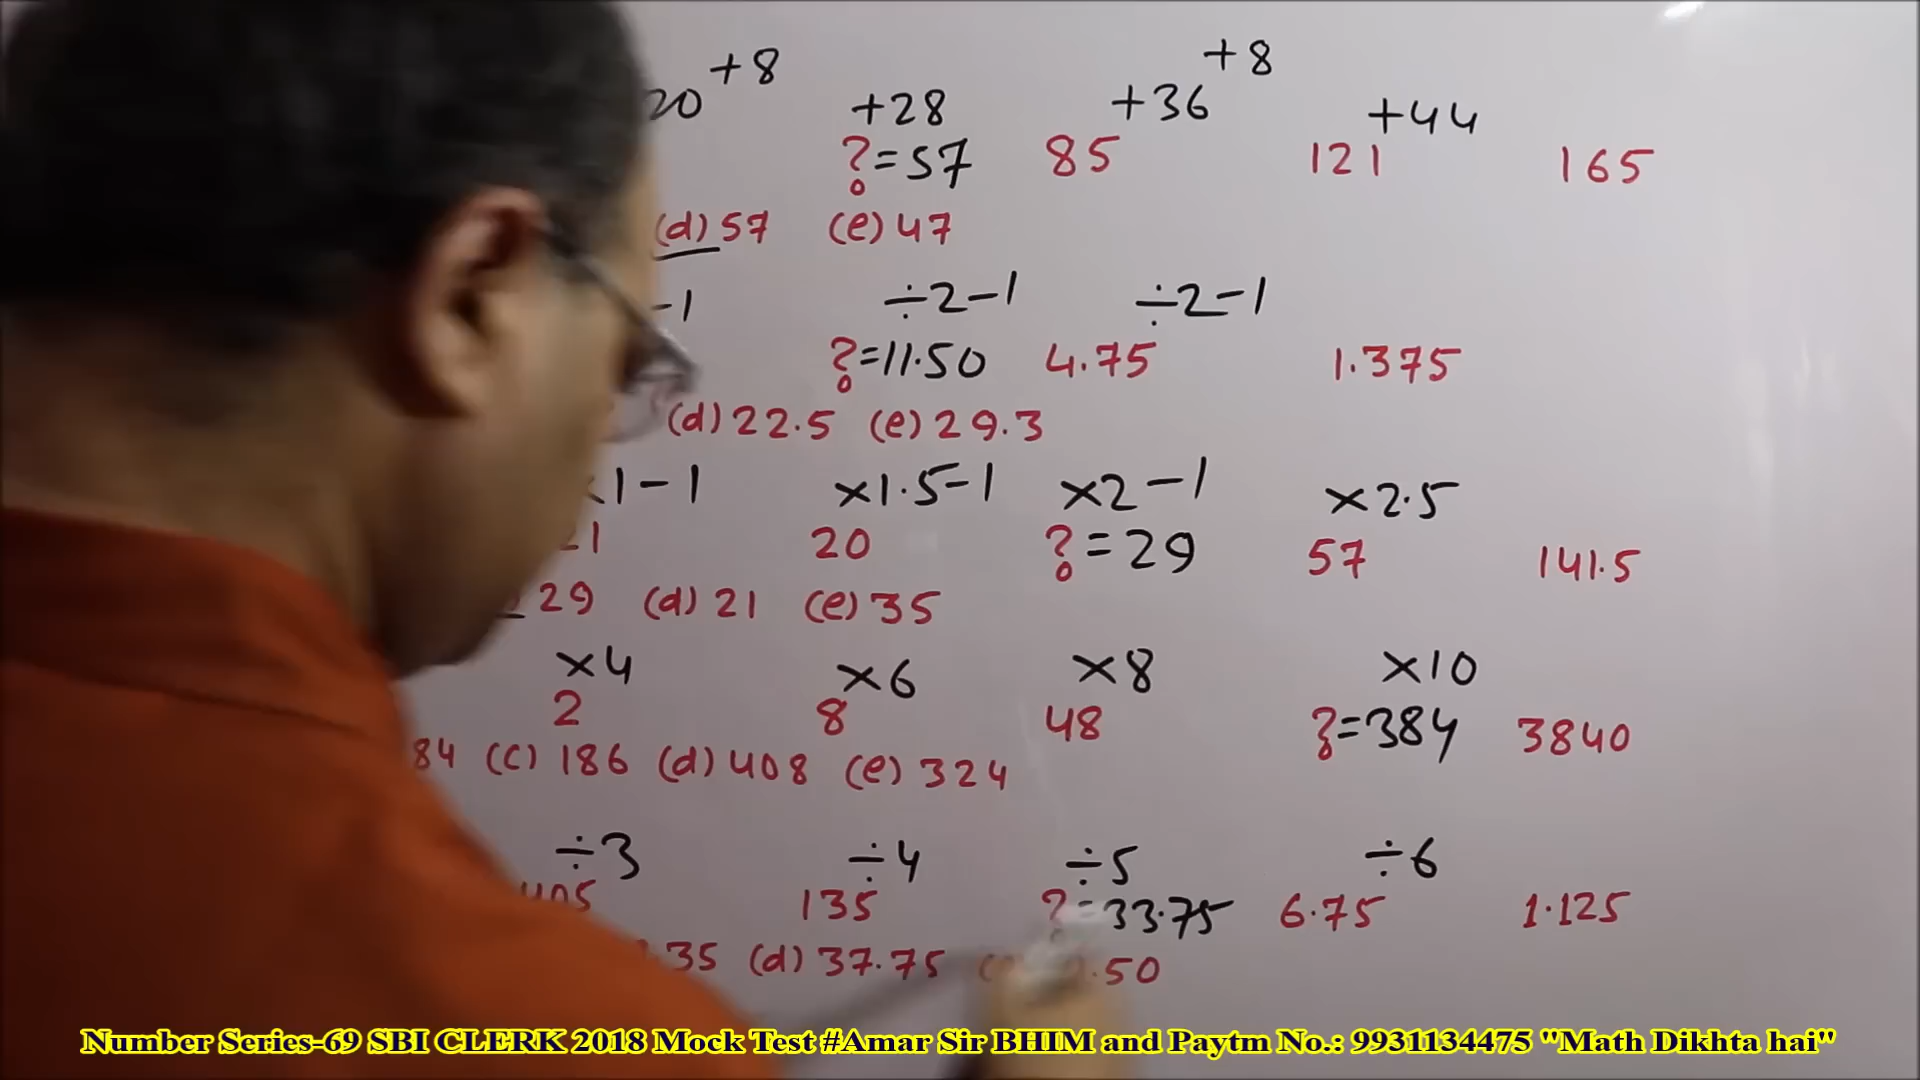 20 +8 +28 +36 +8 +44
?=57 85 121 165
(d) 57 (e) 47
-1 ÷2-1 ÷2-1
?=11.50 4.75 1.375
(d) 22.5 (e) 29.3
×1-1 ×1.5-1 ×2-1 ×2.5
20 ?=29 57 141.5
29 (d) 21 (e) 35
×4 ×6 ×8 ×10
2 8 48 ?=384 3840
84 (c) 186 (d) 408 (e) 324
÷3 ÷4 ÷5 ÷6
405 135 ?=33.75 6.75 1.125
.35 (d) 37.75 .50
Number Series-69 SBI CLERK 2018 Mock Test #Amar Sir BHIM and Paytm No.: 9931134475 "Math Dikhta hai"